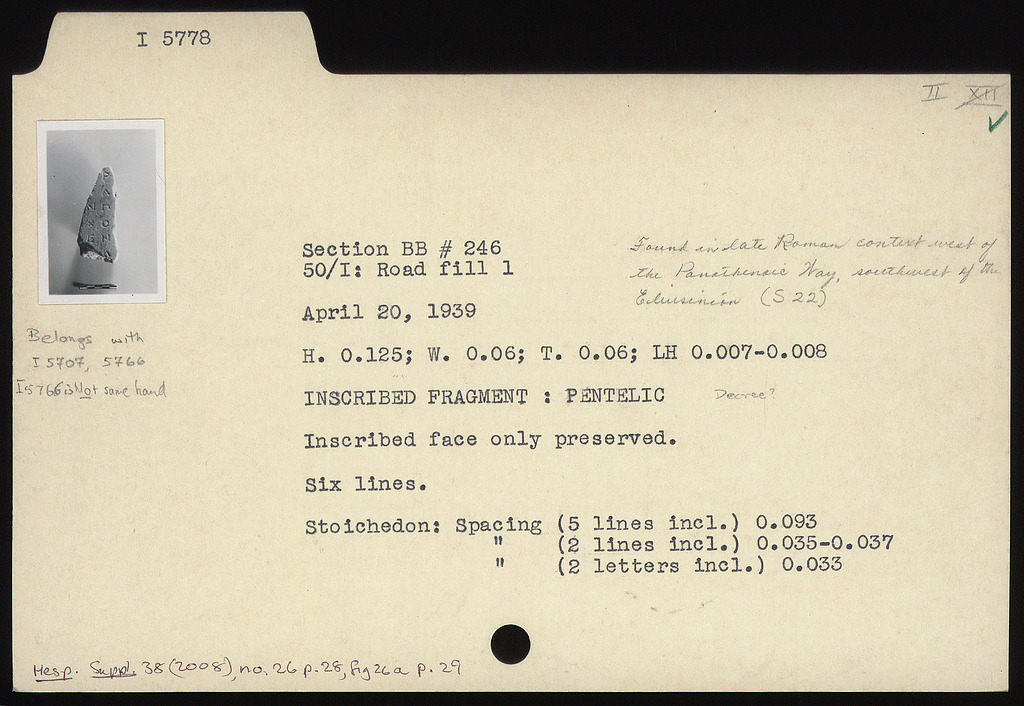 I 5778
II XII
Section BB # 246
50/I: Road fill 1
Found in late Roman context west of
the Panathenaic Way, southwest of the
Eleusinion (S 22)
April 20, 1939
Belongs with
I 5707, 5766
I 5766 is Not same hand
H. 0.125; W. 0.06; T. 0.06; LH 0.007-0.008
INSCRIBED FRAGMENT : PENTELIC Decree?
Inscribed face only preserved.
Six lines.
Stoichedon: Spacing (5 lines incl.) 0.093
" (2 lines incl.) 0.035-0.037
" (2 letters incl.) 0.033
Hesp. Suppl. 38 (2008), no. 26 p. 28, fig 26a p. 29